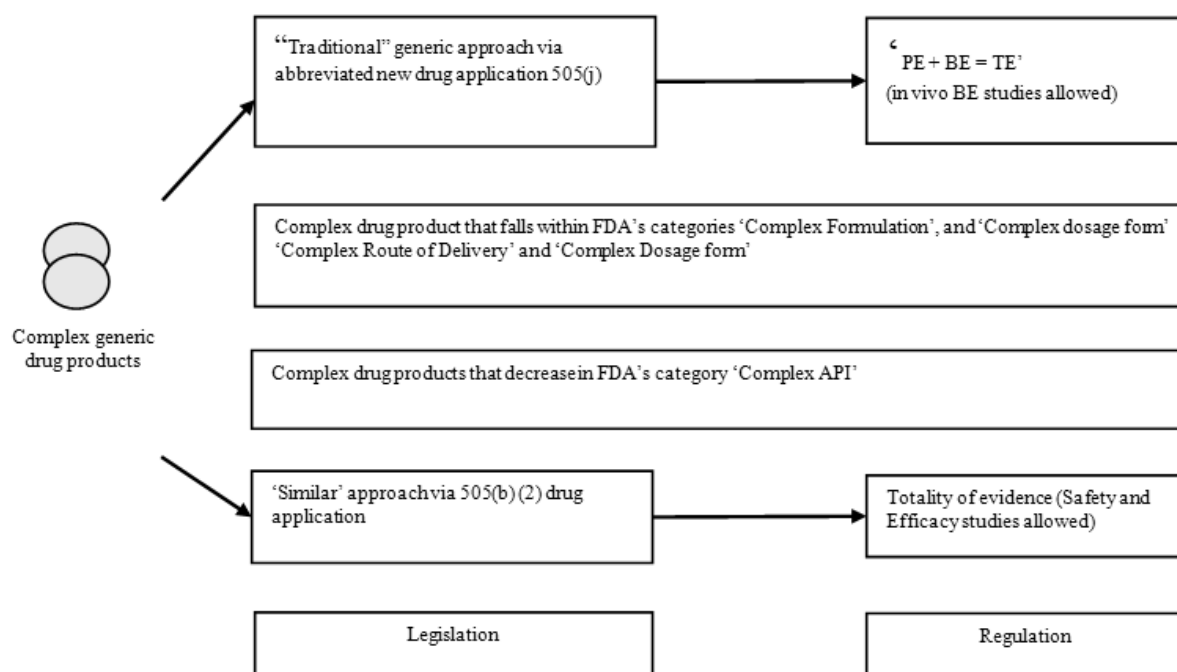 “Traditional” generic approach via
abbreviated new drug application 505(j)
‘ PE + BE = TE’
(in vivo BE studies allowed)
Complex drug product that falls within FDA’s categories ‘Complex Formulation’, and ‘Complex dosage form’
‘Complex Route of Delivery’ and ‘Complex Dosage form’
Complex generic
drug products
Complex drug products that decreasein FDA’s category ‘Complex API’
‘Similar’ approach via 505(b) (2) drug
application
Totality of evidence (Safety and
Efficacy studies allowed)
Legislation
Regulation